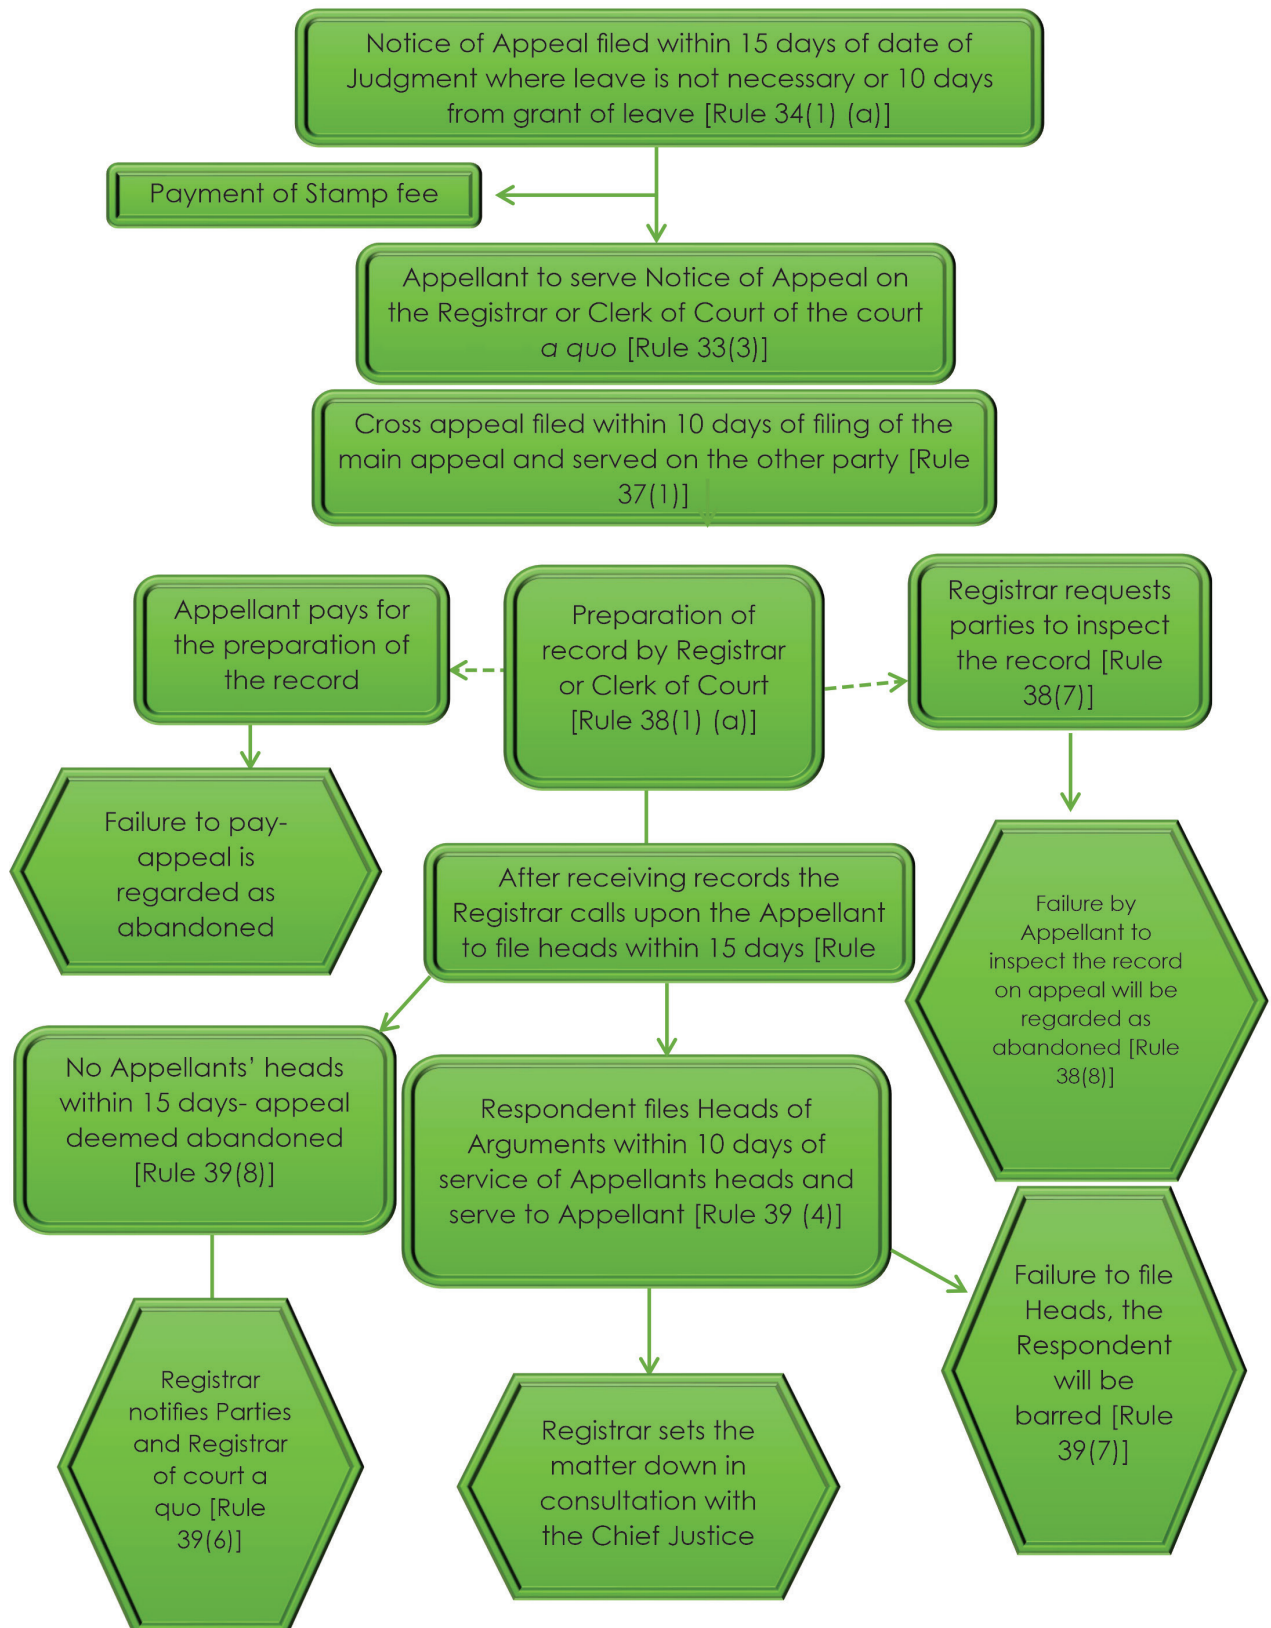 Notice of Appeal filed within 15 days of date of
Judgment where leave is not necessary or 10 days
from grant of leave [Rule 34(1) (a)]
Payment of Stamp fee
Appellant to serve Notice of Appeal on
the Registrar or Clerk of Court of the court
a quo [Rule 33(3)]
Cross appeal filed within 10 days of filing of the
main appeal and served on the other party [Rule
37(1)]
Appellant pays for
the preparation of
the record
Preparation of
record by Registrar
or Clerk of Court
[Rule 38(1) (a)]
Registrar requests
parties to inspect
the record [Rule
38(7)]
Failure to pay-
appeal is
regarded as
abandoned
After receiving records the
Registrar calls upon the Appellant
to file heads within 15 days [Rule
Failure by
Appellant to
inspect the record
on appeal will be
regarded as
abandoned [Rule
38(8)]
No Appellants’ heads
within 15 days- appeal
deemed abandoned
[Rule 39(8)]
Respondent files Heads of
Arguments within 10 days of
service of Appellants heads and
serve to Appellant [Rule 39 (4)]
Failure to file
Heads, the
Respondent
will be
barred [Rule
39(7)]
Registrar
notifies Parties
and Registrar
of court a
quo [Rule
39(6)]
Registrar sets the
matter down in
consultation with
the Chief Justice